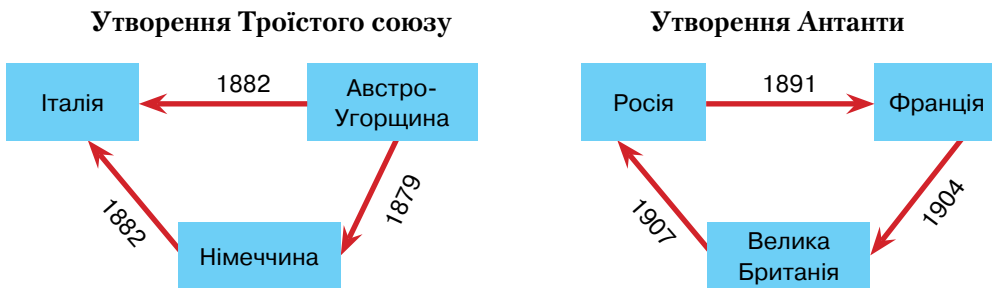 Утворення Троїстого союзу
Італія
1882
Австро-
Угорщина
1882
1879
Німеччина
Утворення Антанти
Росія
1891
Франція
1907
1904
Велика
Британія